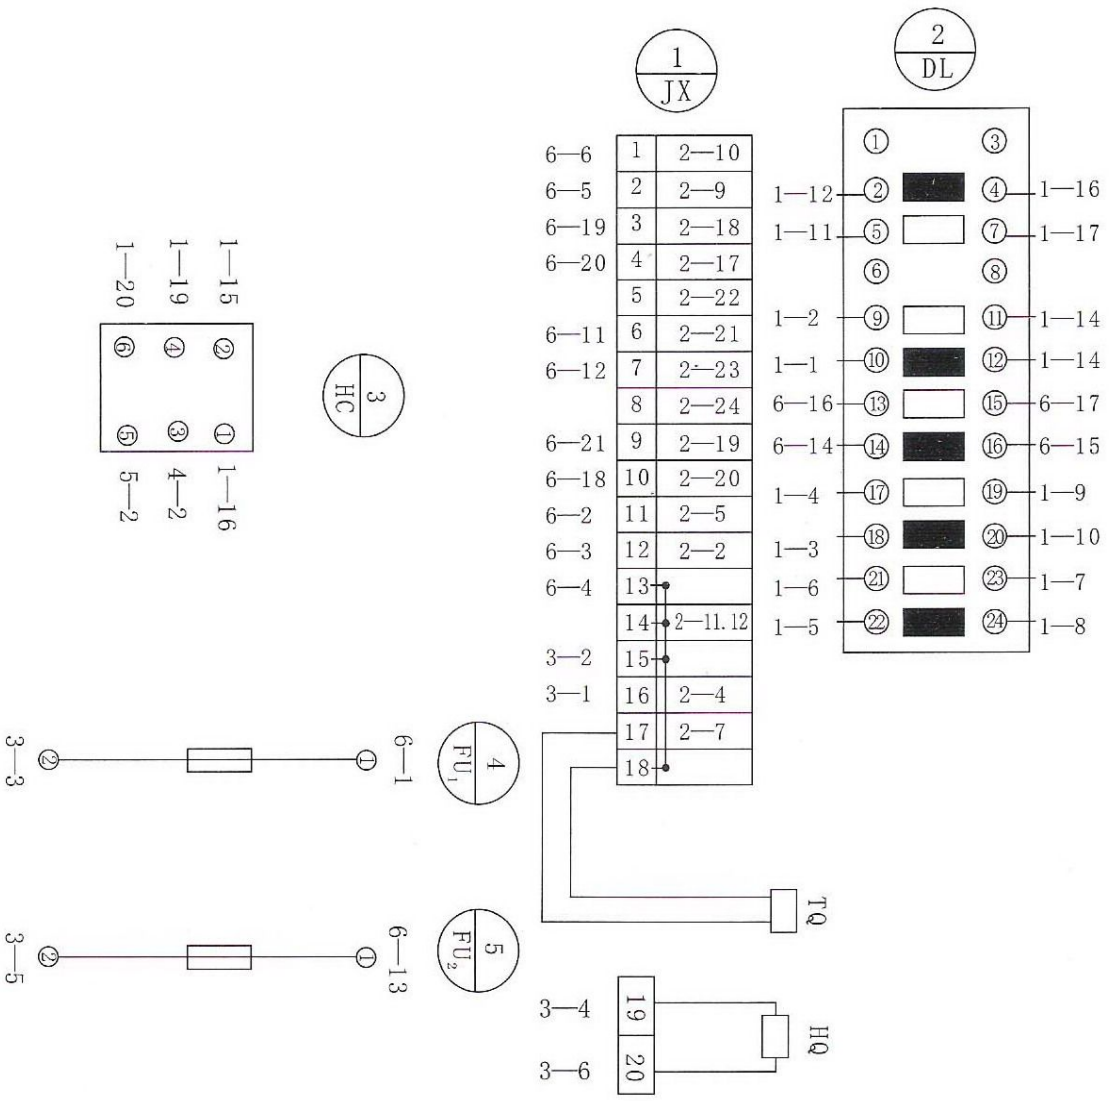 1
JX
6—6 1 2—10
6—5 2 2—9
6—19 3 2—18
6—20 4 2—17
5 2—22
6—11 6 2—21
6—12 7 2—23
8 2—24
6—21 9 2—19
6—18 10 2—20
6—2 11 2—5
6—3 12 2—2
6—4 13
14 2—11.12
3—2 15
3—1 16 2—4
17 2—7
18
TQ
3—4 19
3—6 20
HQ
2
DL
① ③
1—12 ② ④ 1—16
1—11 ⑤ ⑦ 1—17
⑥ ⑧
1—2 ⑨ ⑪ 1—14
1—1 ⑩ ⑫ 1—14
6—16 ⑬ ⑮ 6—17
6—14 ⑭ ⑯ 6—15
1—4 ⑰ ⑲ 1—9
1—3 ⑱ ⑳ 1—10
1—6 ㉑ ㉓ 1—7
1—5 ㉒ ㉔ 1—8
3
HC
1—15 ② ① 1—16
1—19 ④ ③ 4—2
1—20 ⑥ ⑤ 5—2
4
FU₁
6—1 ①
② 3—3
5
FU₂
6—13 ①
② 3—5